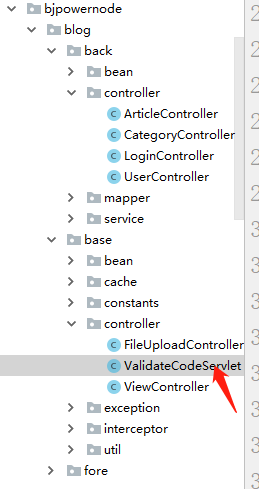 bjpowernode
blog
back
bean
controller
ArticleController
CategoryController
LoginController
UserController
mapper
service
base
bean
cache
constants
controller
FileUploadController
ValidateCodeServlet
ViewController
exception
interceptor
util
fore